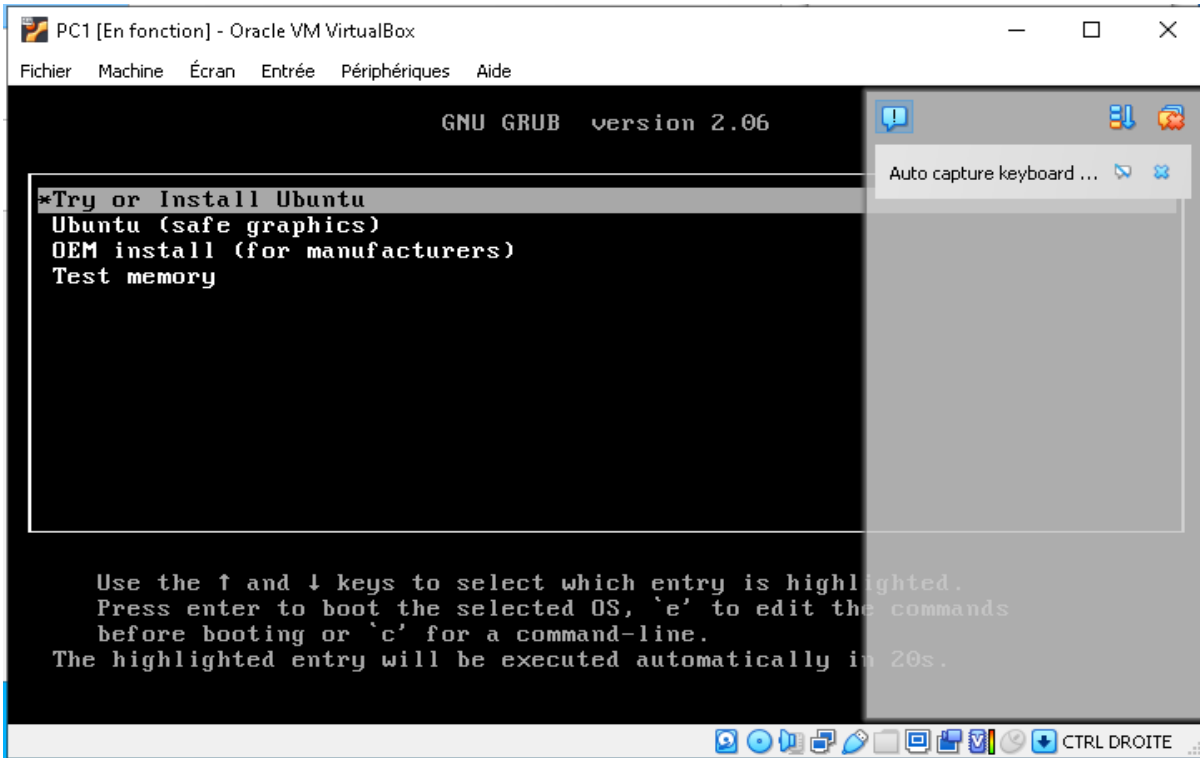 PC1 [En fonction] - Oracle VM VirtualBox
Fichier Machine Écran Entrée Périphériques Aide
GNU GRUB version 2.06
Auto capture keyboard ...
*Try or Install Ubuntu
Ubuntu (safe graphics)
OEM install (for manufacturers)
Test memory
Use the ↑ and ↓ keys to select which entry is highlighted.
Press enter to boot the selected OS, `e' to edit the commands
before booting or `c' for a command-line.
The highlighted entry will be executed automatically in 20s.
CTRL DROITE